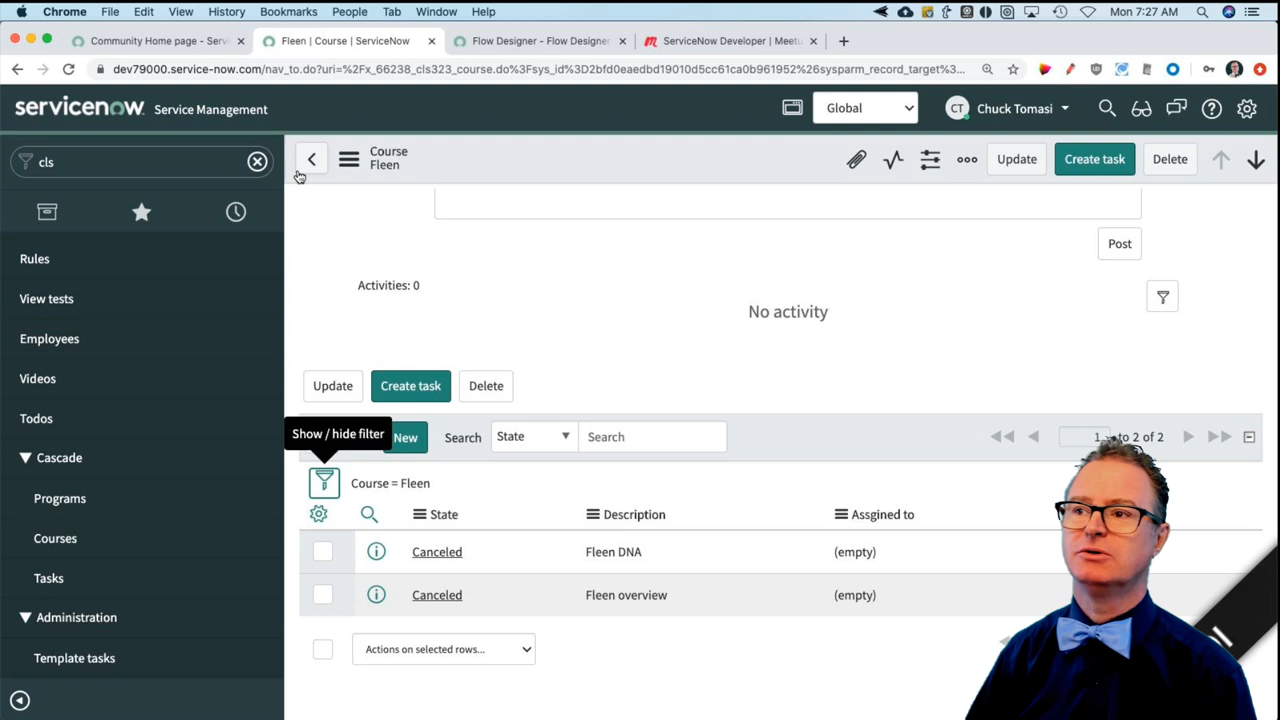 Chrome File Edit View History Bookmarks People Tab Window Help Mon 7:27 AM
Community Home page - Serv
Fleen | Course | ServiceNow
Flow Designer - Flow Designer
ServiceNow Developer | Meetu
dev79000.service-now.com/nav_to.do?uri=%2Fx_66238_cls323_course.do%3Fsys_id%3D2bfd0eaedbd19010d5cc61ca0b961952%26sysparm_record_target%...
servicenow Service Management
Global
CT Chuck Tomasi
cls
Course
Fleen
Update Create task Delete
Post
Rules
View tests
Employees
Videos
Todos
Cascade
Programs
Courses
Tasks
Administration
Template tasks
Activities: 0
No activity
Update Create task Delete
Show / hide filter
New Search State Search
1 to 2 of 2
Course = Fleen
State Description Assgined to
Canceled Fleen DNA (empty)
Canceled Fleen overview (empty)
Actions on selected rows...